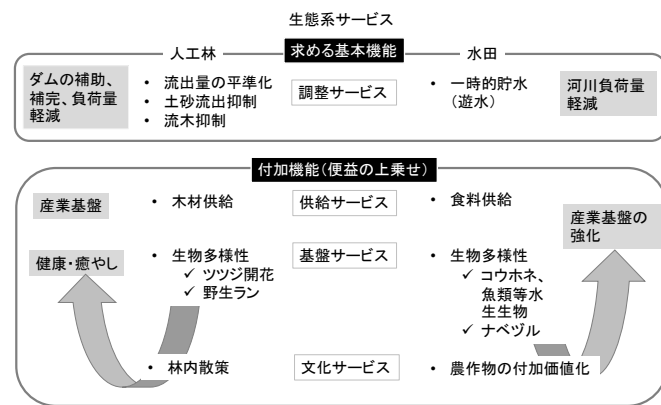 生態系サービス
人工林
求める基本機能
水田
ダムの補助、
補完、負荷量
軽減
• 流出量の平準化
• 土砂流出抑制
• 流木抑制
調整サービス
• 一時的貯水
(遊水)
河川負荷量
軽減
付加機能(便益の上乗せ)
産業基盤
• 木材供給
供給サービス
• 食料供給
産業基盤の
強化
健康・癒やし
• 生物多様性
✓ ツツジ開花
✓ 野生ラン
基盤サービス
• 生物多様性
✓ コウホネ、
魚類等水
生生物
✓ ナベヅル
• 林内散策
文化サービス
• 農作物の付加価値化